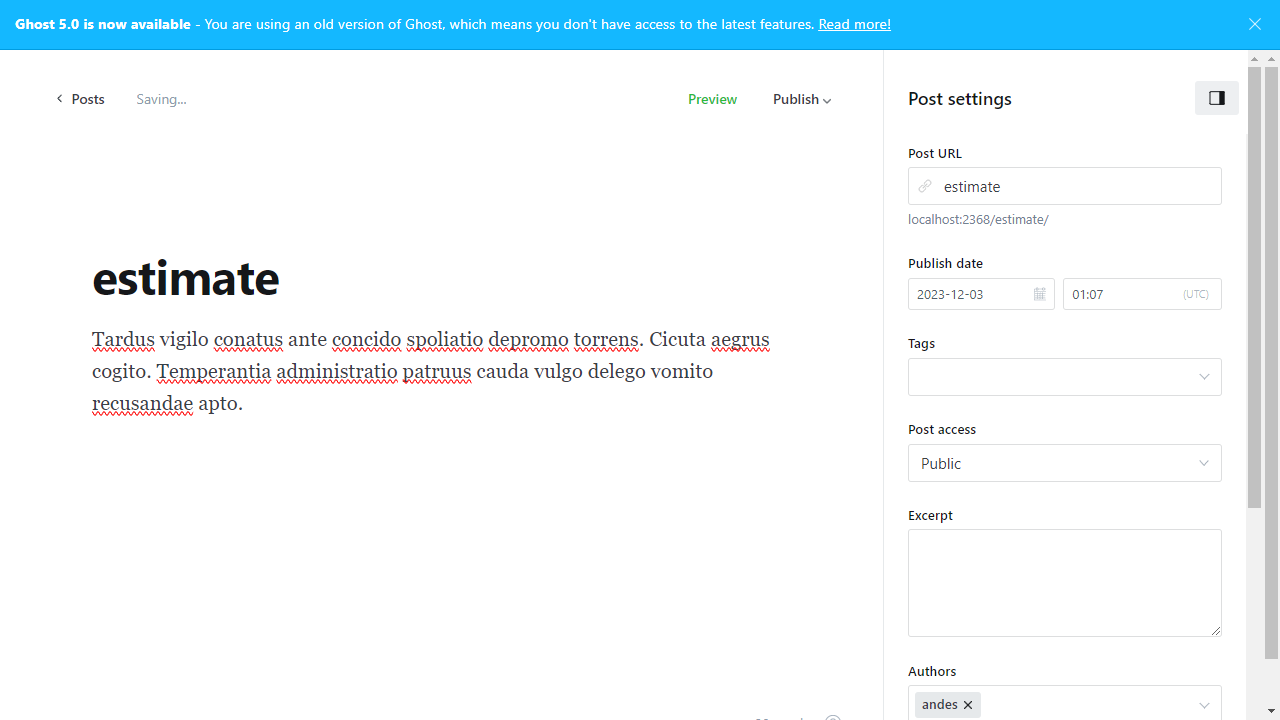 Ghost 5.0 is now available - You are using an old version of Ghost, which means you don't have access to the latest features. Read more!
Posts
Saving...
Preview
Publish
Post settings
Post URL
estimate
localhost:2368/estimate/
Publish date
2023-12-03
01:07
(UTC)
Tags
Post access
Public
Excerpt
Authors
andes
estimate
Tardus vigilo conatus ante concido spoliatio depromo torrens. Cicuta aegrus
cogito. Temperantia administratio patruus cauda vulgo delego vomito
recusandae apto.